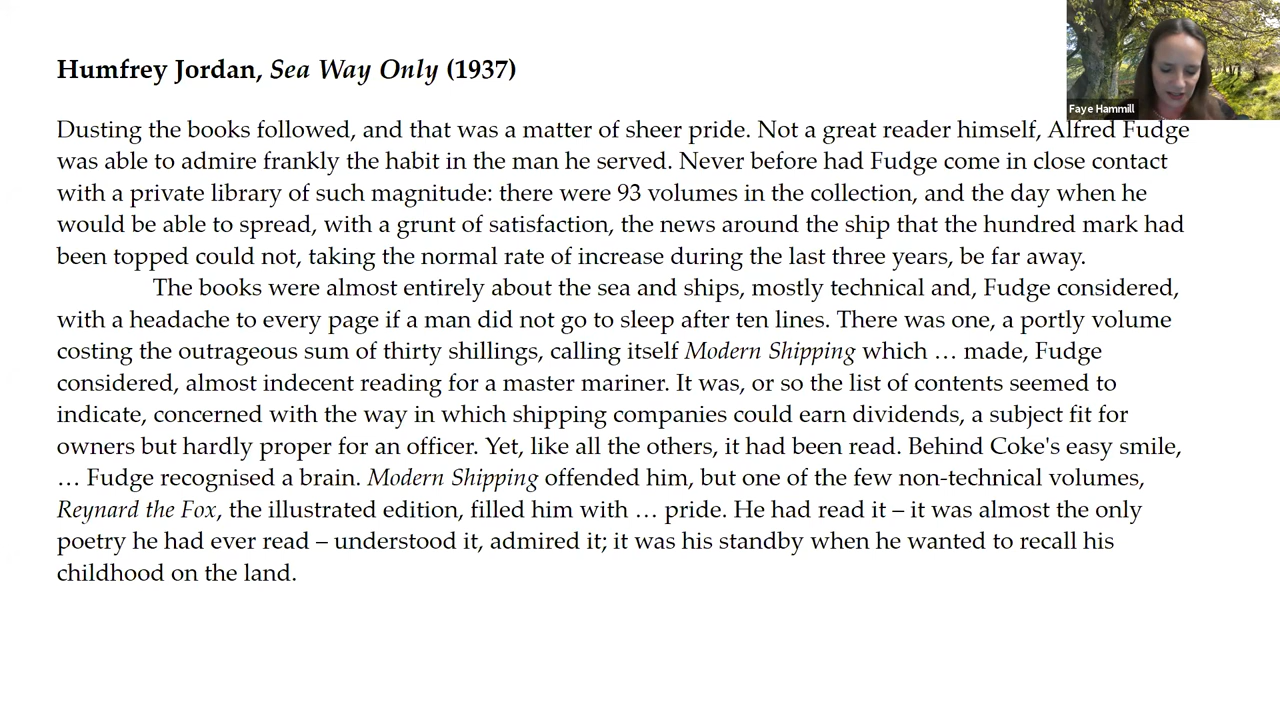 Humfrey Jordan, Sea Way Only (1937)
Faye Hammill
Dusting the books followed, and that was a matter of sheer pride. Not a great reader himself, Alfred Fudge
was able to admire frankly the habit in the man he served. Never before had Fudge come in close contact
with a private library of such magnitude: there were 93 volumes in the collection, and the day when he
would be able to spread, with a grunt of satisfaction, the news around the ship that the hundred mark had
been topped could not, taking the normal rate of increase during the last three years, be far away.
The books were almost entirely about the sea and ships, mostly technical and, Fudge considered,
with a headache to every page if a man did not go to sleep after ten lines. There was one, a portly volume
costing the outrageous sum of thirty shillings, calling itself Modern Shipping which … made, Fudge
considered, almost indecent reading for a master mariner. It was, or so the list of contents seemed to
indicate, concerned with the way in which shipping companies could earn dividends, a subject fit for
owners but hardly proper for an officer. Yet, like all the others, it had been read. Behind Coke's easy smile,
… Fudge recognised a brain. Modern Shipping offended him, but one of the few non-technical volumes,
Reynard the Fox, the illustrated edition, filled him with … pride. He had read it – it was almost the only
poetry he had ever read – understood it, admired it; it was his standby when he wanted to recall his
childhood on the land.